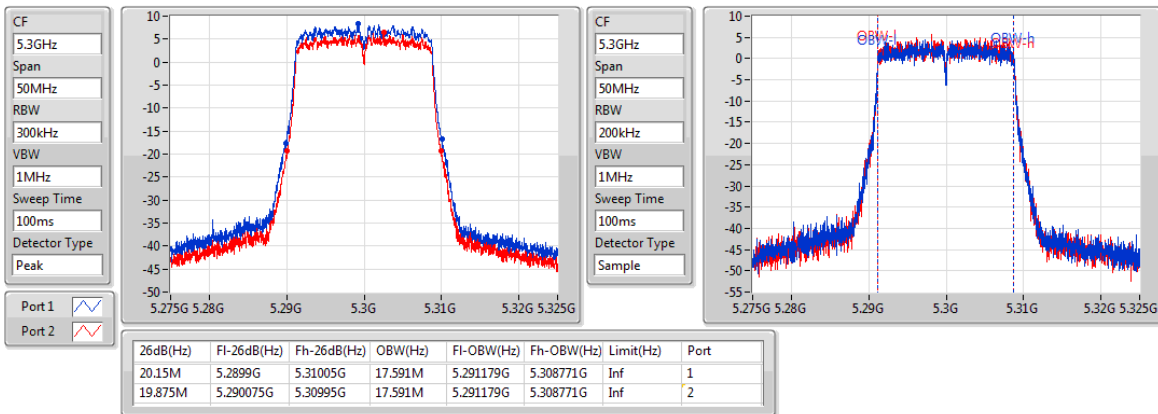 CF
5.3GHz
Span
50MHz
RBW
300kHz
VBW
1MHz
Sweep Time
100ms
Detector Type
Peak
Port 1
Port 2
10
5
0
-5
-10
-15
-20
-25
-30
-35
-40
-45
-50
5.275G 5.28G 5.29G 5.3G 5.31G 5.32G 5.325G
CF
5.3GHz
Span
50MHz
RBW
200kHz
VBW
1MHz
Sweep Time
100ms
Detector Type
Sample
10
5
0
-5
-10
-15
-20
-25
-30
-35
-40
-45
-50
-55
OBW-l
OBW-l
OBW-h
OBW-h
5.275G 5.28G 5.29G 5.3G 5.31G 5.32G 5.325G
26dB(Hz) Fl-26dB(Hz) Fh-26dB(Hz) OBW(Hz) Fl-OBW(Hz) Fh-OBW(Hz) Limit(Hz) Port
20.15M 5.2899G 5.31005G 17.591M 5.291179G 5.308771G Inf 1
19.875M 5.290075G 5.30995G 17.591M 5.291179G 5.308771G Inf 2